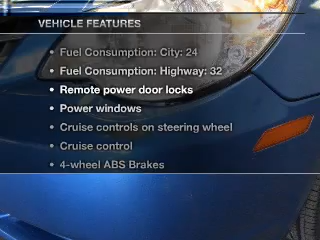 VEHICLE FEATURES
• Fuel Consumption: City: 24
• Fuel Consumption: Highway: 32
• Remote power door locks
• Power windows
• Cruise controls on steering wheel
• Cruise control
• 4-wheel ABS Brakes